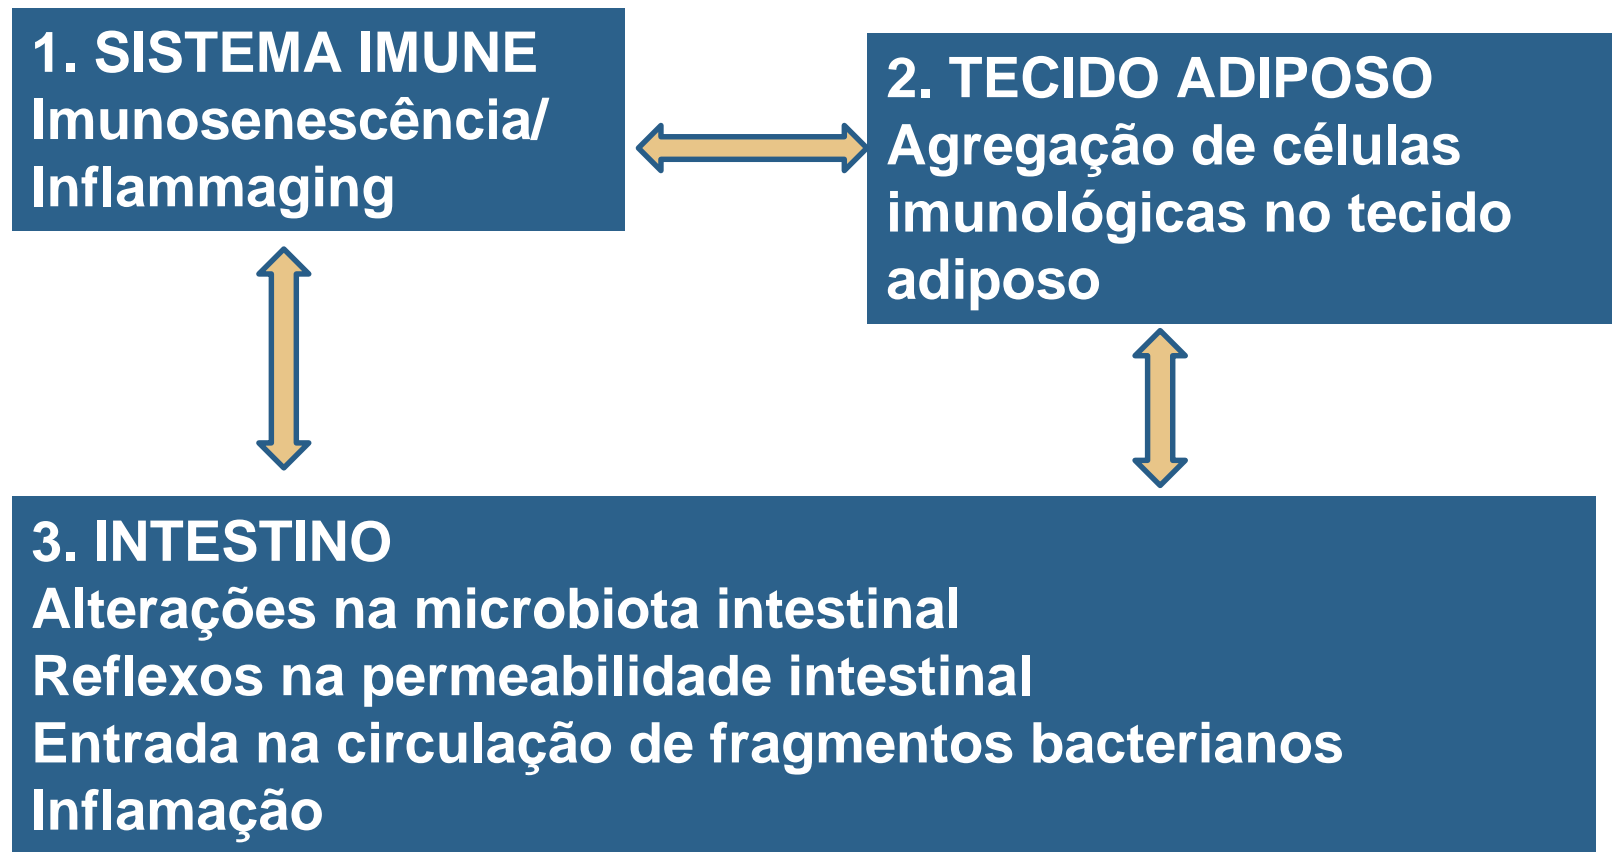 1. SISTEMA IMUNE
Imunosenescência/
Inflammaging
2. TECIDO ADIPOSO
Agregação de células
imunológicas no tecido
adiposo
3. INTESTINO
Alterações na microbiota intestinal
Reflexos na permeabilidade intestinal
Entrada na circulação de fragmentos bacterianos
Inflamação